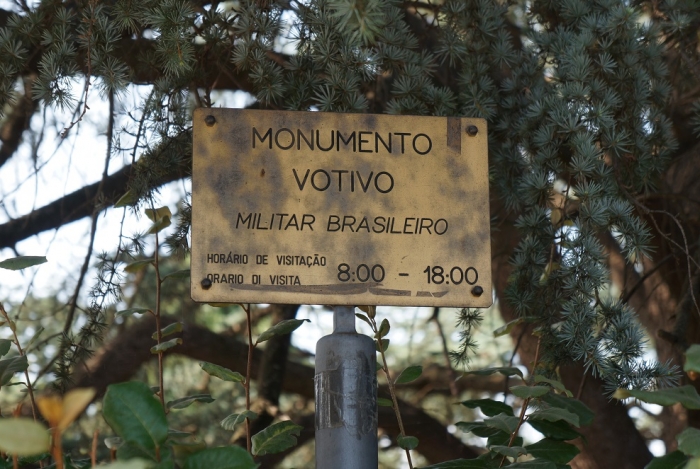 MONUMENTO
VOTIVO
MILITAR BRASILEIRO
HORÁRIO DE VISITAÇÃO
ORARIO DI VISITA 8:00 - 18:00